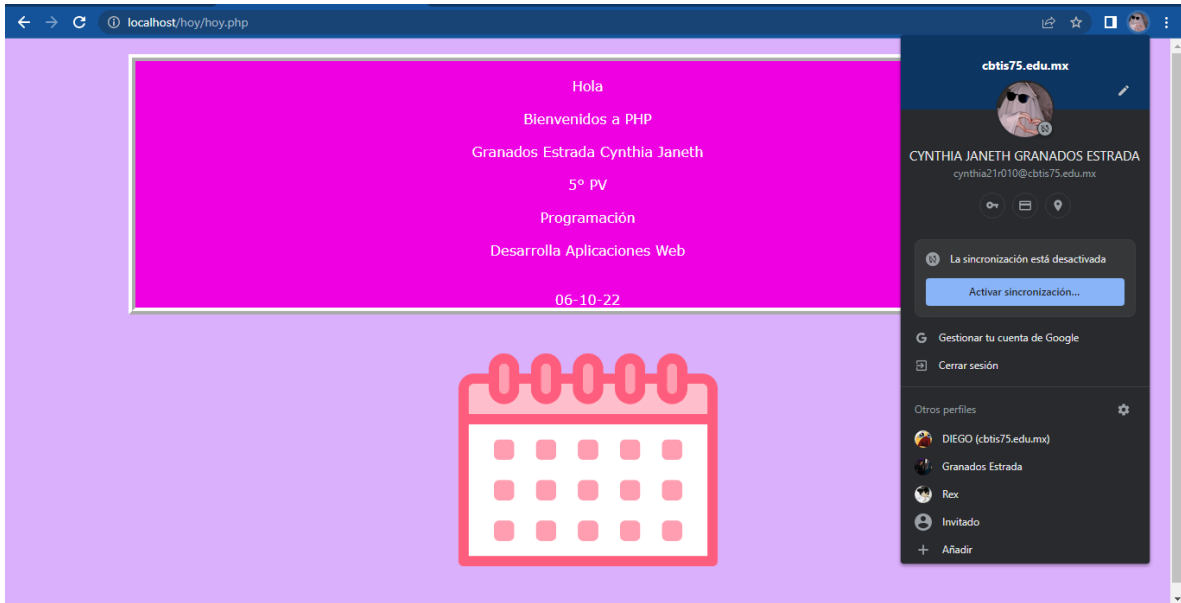 localhost/hoy/hoy.php
Hola
Bienvenidos a PHP
Granados Estrada Cynthia Janeth
5º PV
Programación
Desarrolla Aplicaciones Web
06-10-22
cbtis75.edu.mx
CYNTHIA JANETH GRANADOS ESTRADA
cynthia21r010@cbtis75.edu.mx
La sincronización está desactivada
Activar sincronización...
Gestionar tu cuenta de Google
Cerrar sesión
Otros perfiles
DIEGO (cbtis75.edu.mx)
Granados Estrada
Rex
Invitado
Añadir